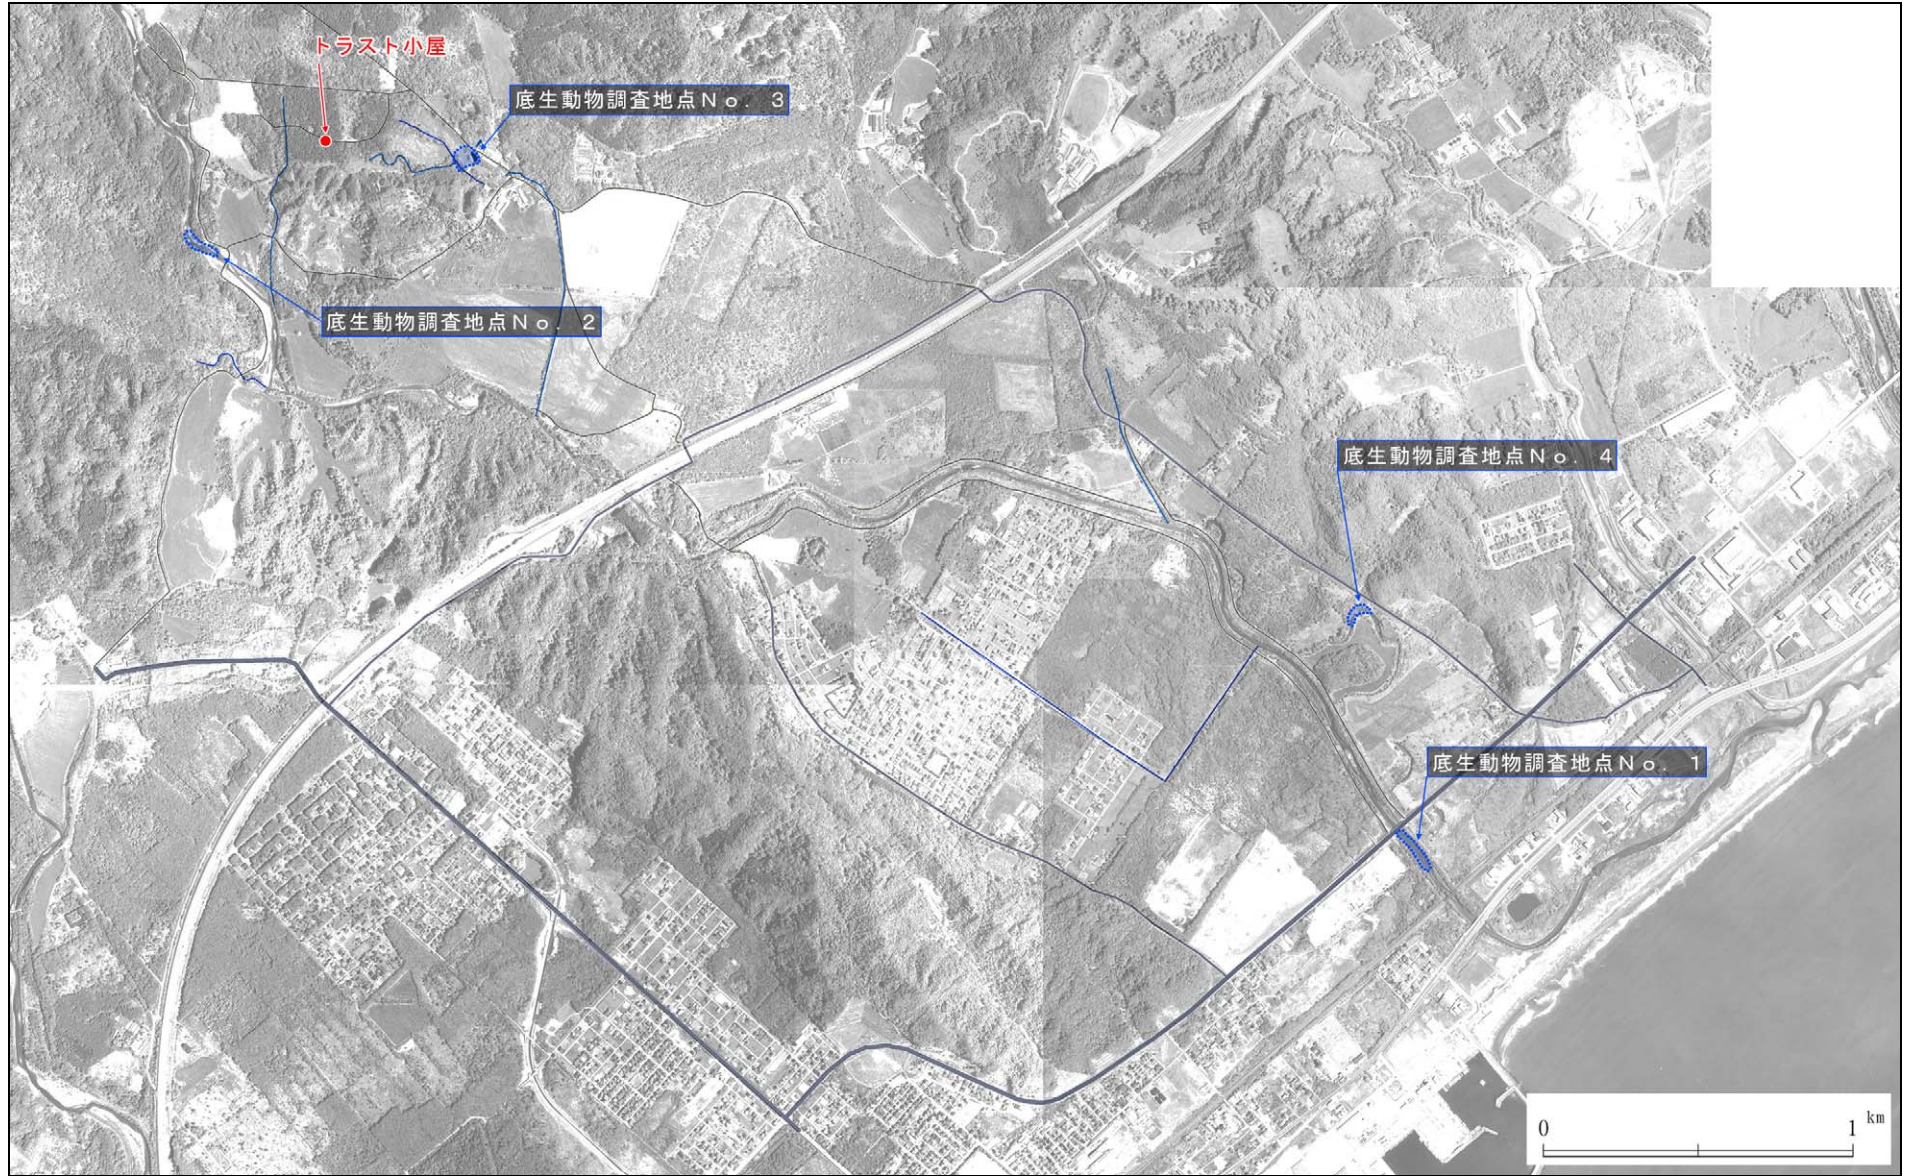 トラスト小屋
底生動物調査地点Ｎｏ．３
底生動物調査地点Ｎｏ．２
底生動物調査地点Ｎｏ．４
底生動物調査地点Ｎｏ．１
0 1 km